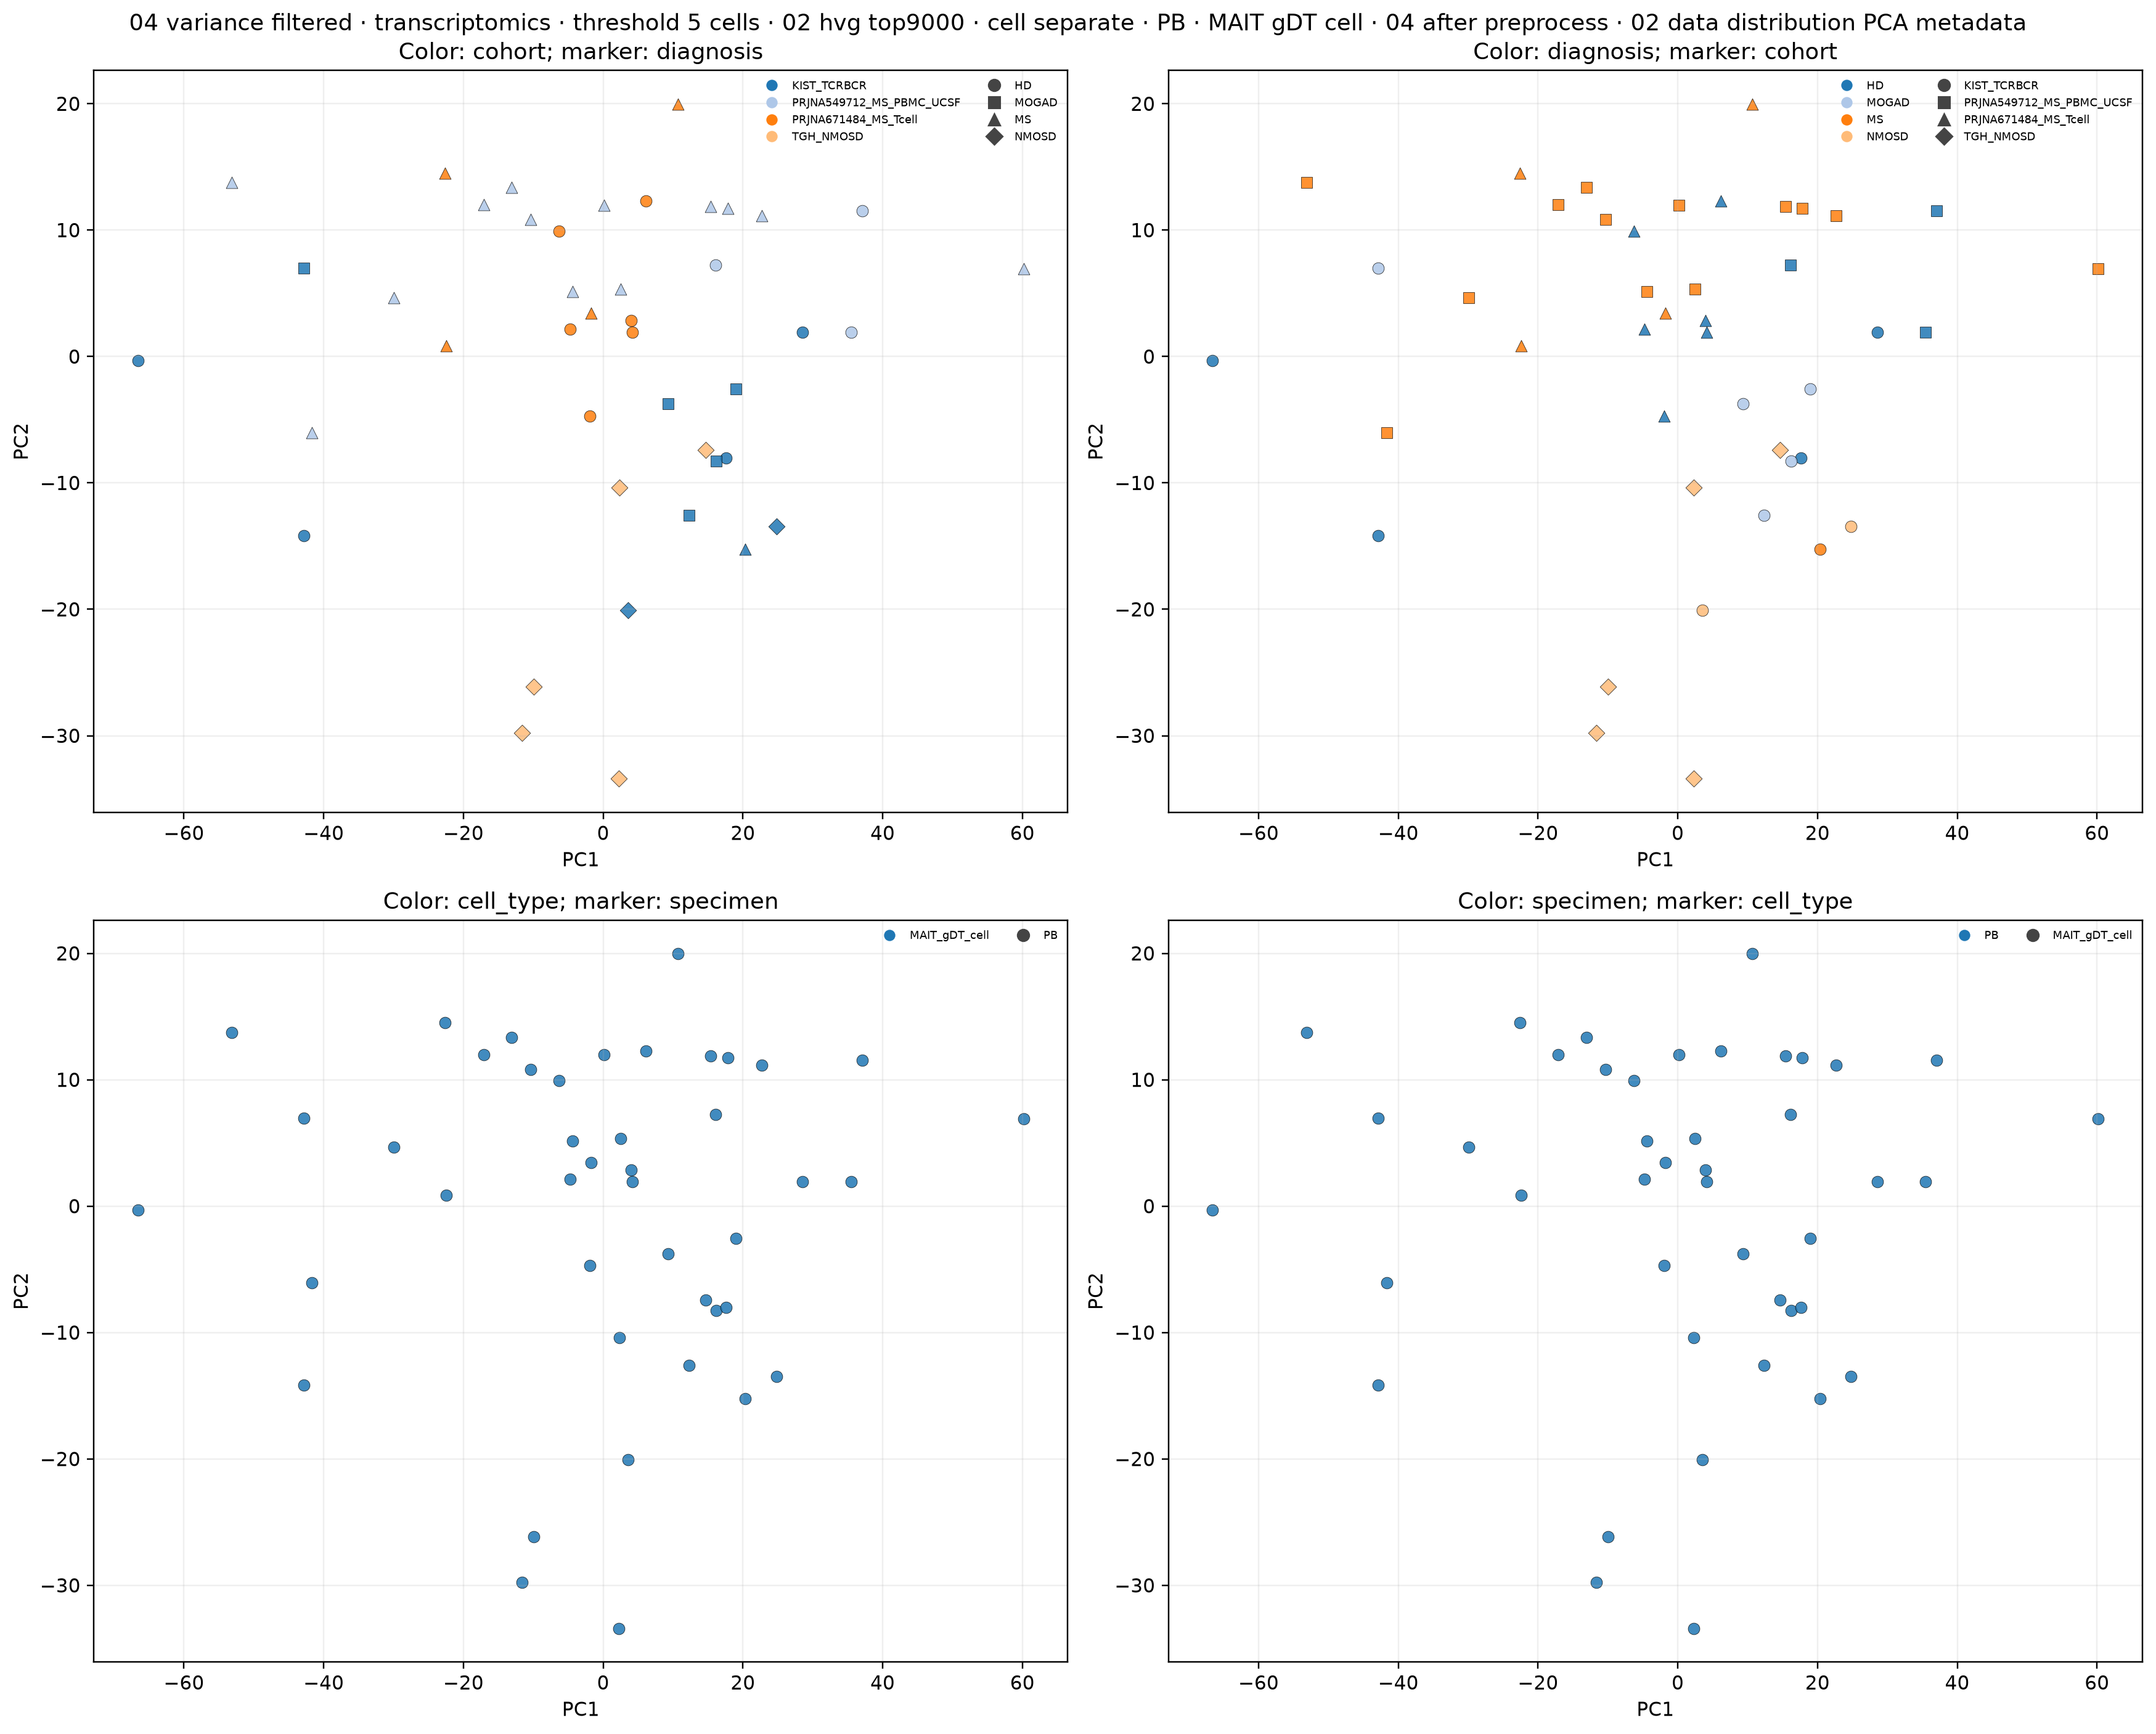 04 variance filtered · transcriptomics · threshold 5 cells · 02 hvg top9000 · cell separate · PB · MAIT gDT cell · 04 after preprocess · 02 data distribution PCA metadata
Color: cohort; marker: diagnosis
KIST_TCRBCR HD
PRJNA549712_MS_PBMC_UCSF MOGAD
PRJNA671484_MS_Tcell MS
TGH_NMOSD NMOSD
20
10
0
−10
−20
−30
PC2
−60 −40 −20 0 20 40 60
PC1
Color: diagnosis; marker: cohort
HD KIST_TCRBCR
MOGAD PRJNA549712_MS_PBMC_UCSF
MS PRJNA671484_MS_Tcell
NMOSD TGH_NMOSD
20
10
0
−10
−20
−30
PC2
−60 −40 −20 0 20 40 60
PC1
Color: cell_type; marker: specimen
MAIT_gDT_cell PB
20
10
0
−10
−20
−30
PC2
−60 −40 −20 0 20 40 60
PC1
Color: specimen; marker: cell_type
PB MAIT_gDT_cell
20
10
0
−10
−20
−30
PC2
−60 −40 −20 0 20 40 60
PC1